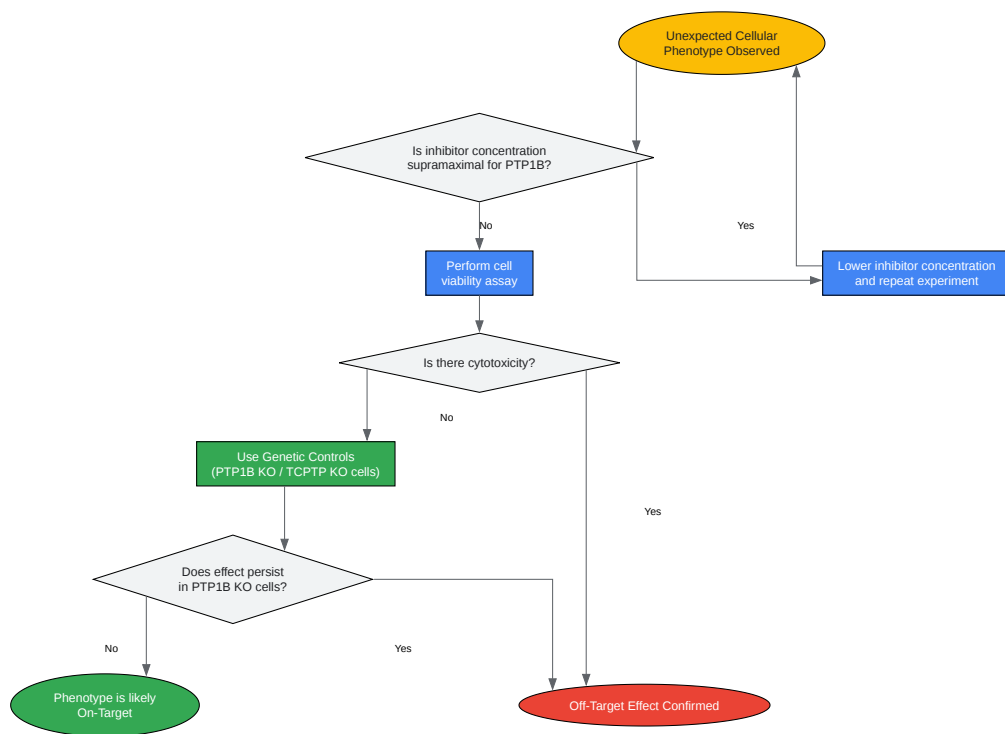 Unexpected Cellular
Phenotype Observed
Is inhibitor concentration
supramaximal for PTP1B?
No
Yes
Perform cell
viability assay
Lower inhibitor concentration
and repeat experiment
Is there cytotoxicity?
No
Use Genetic Controls
(PTP1B KO / TCPTP KO cells)
Yes
Does effect persist
in PTP1B KO cells?
No
Yes
Phenotype is likely
On-Target
Off-Target Effect Confirmed